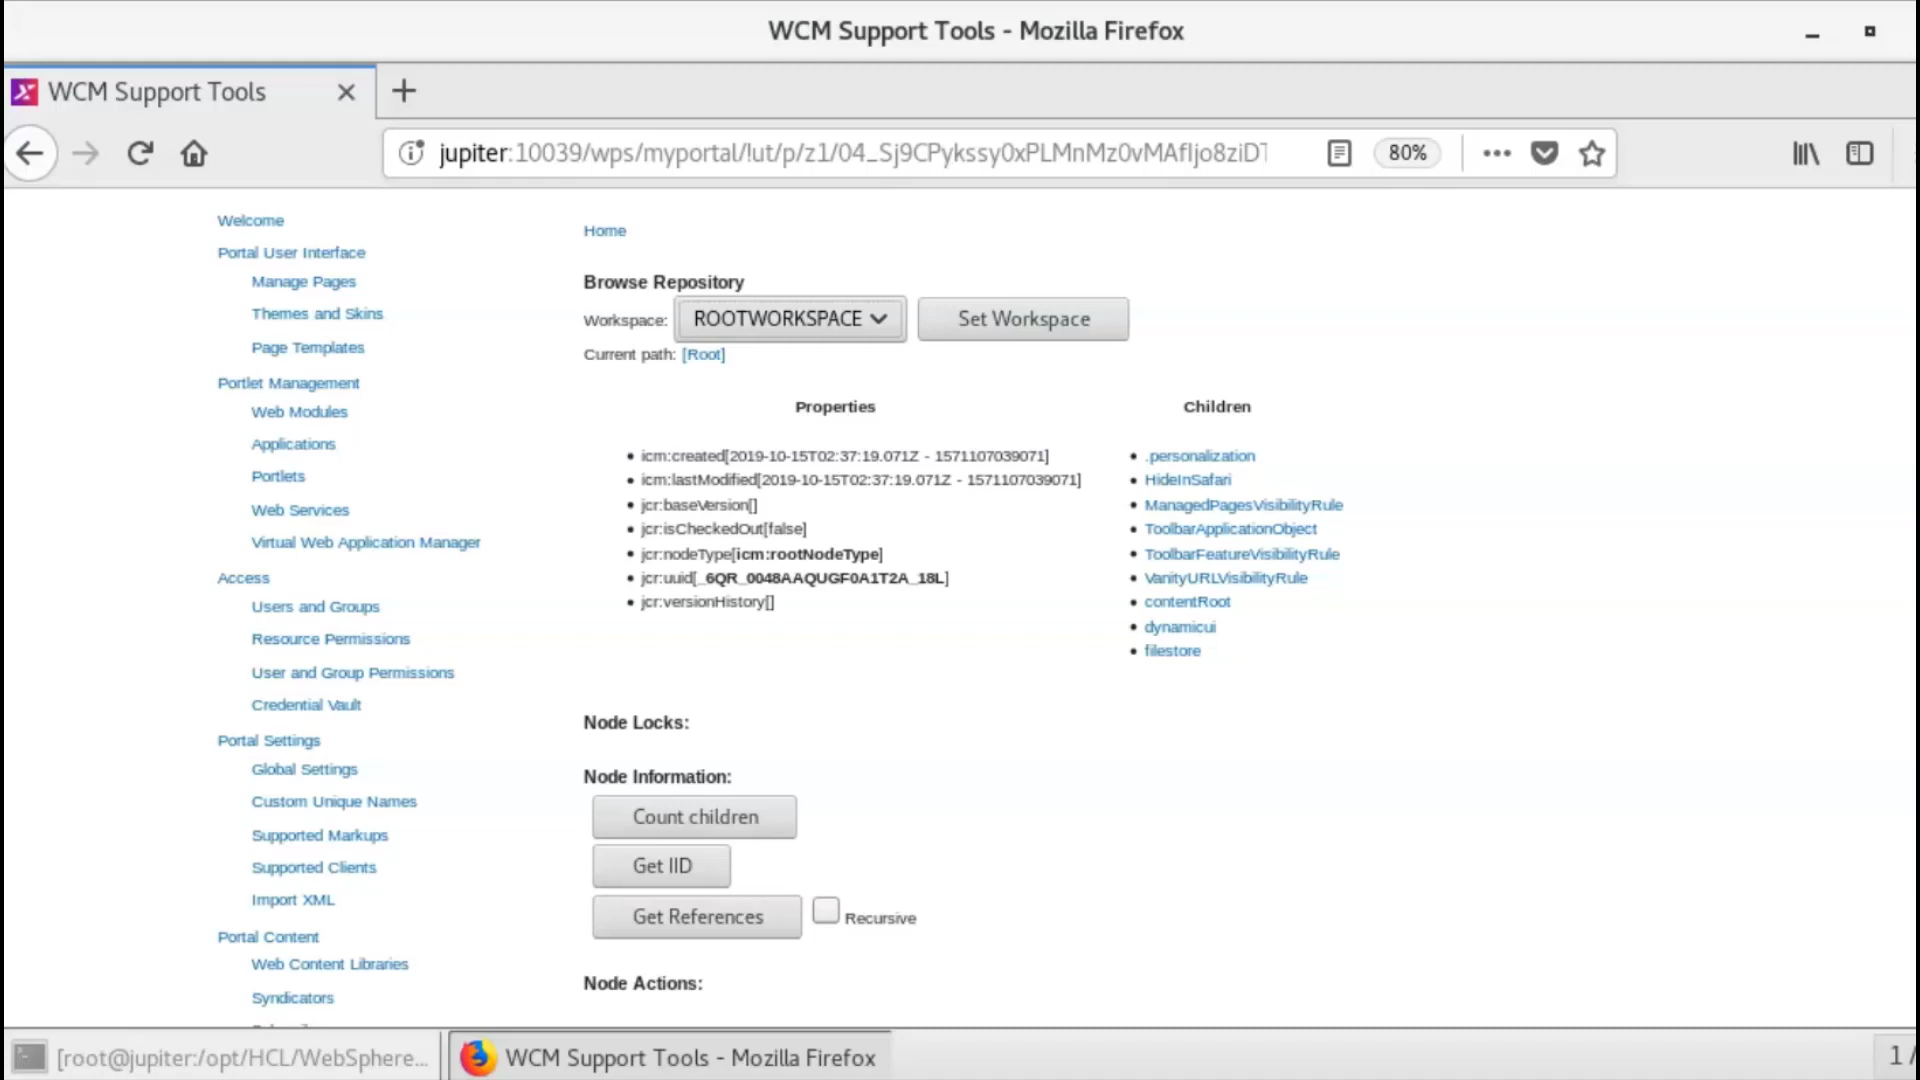 WCM Support Tools - Mozilla Firefox
WCM Support Tools
jupiter:10039/wps/myportal/!ut/p/z1/04_Sj9CPykssy0xPLMnMz0vMAfIjo8ziDT
80%
Welcome
Portal User Interface
Manage Pages
Themes and Skins
Page Templates
Portlet Management
Web Modules
Applications
Portlets
Web Services
Virtual Web Application Manager
Access
Users and Groups
Resource Permissions
User and Group Permissions
Credential Vault
Portal Settings
Global Settings
Custom Unique Names
Supported Markups
Supported Clients
Import XML
Portal Content
Web Content Libraries
Syndicators
Home
Browse Repository
Workspace: ROOTWORKSPACE Set Workspace
Current path: [Root]
Properties
icm:created[2019-10-15T02:37:19.071Z - 1571107039071]
icm:lastModified[2019-10-15T02:37:19.071Z - 1571107039071]
jcr:baseVersion[]
jcr:isCheckedOut[false]
jcr:nodeType[icm:rootNodeType]
jcr:uuid[_6QR_0048AAQUGF0A1T2A_18L]
jcr:versionHistory[]
Children
.personalization
HideInSafari
ManagedPagesVisibilityRule
ToolbarApplicationObject
ToolbarFeatureVisibilityRule
VanityURLVisibilityRule
contentRoot
dynamicui
filestore
Node Locks:
Node Information:
Count children
Get IID
Get References Recursive
Node Actions:
[root@jupiter:/opt/HCL/WebSphere...
WCM Support Tools - Mozilla Firefox
1 /